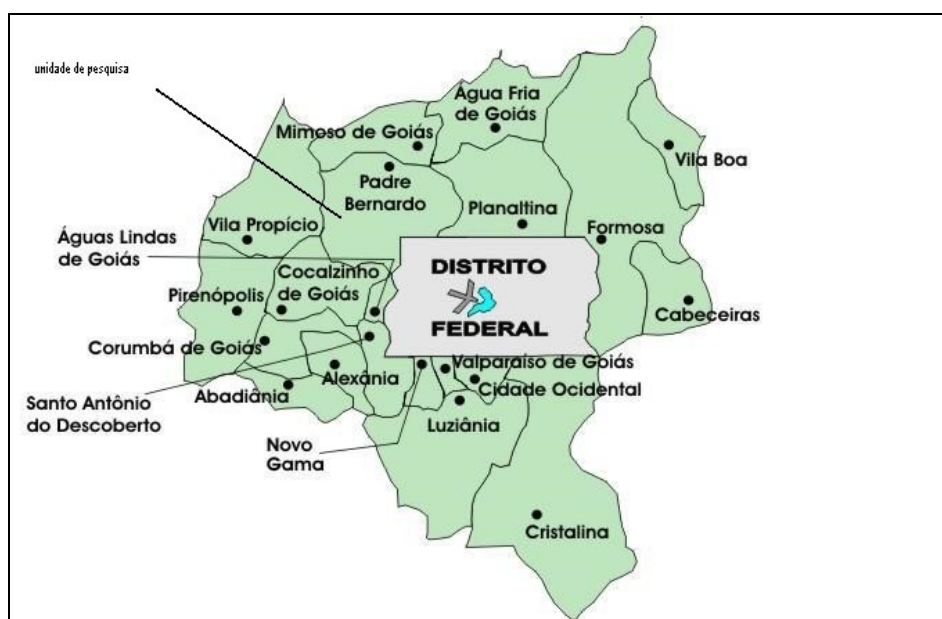 unidade de pesquisa
Água Fria
de Goiás
Mimoso de Goiás
Vila Boa
Padre
Bernardo
Planaltina
Vila Propício
Formosa
Águas Lindas
de Goiás
DISTRITO
FEDERAL
Cocalzinho
de Goiás
Pirenópolis
Cabeceiras
Corumbá de Goiás
Valparaíso de Goiás
Alexânia
Cidade Ocidental
Abadiânia
Santo Antônio
do Descoberto
Luziânia
Novo
Gama
Cristalina